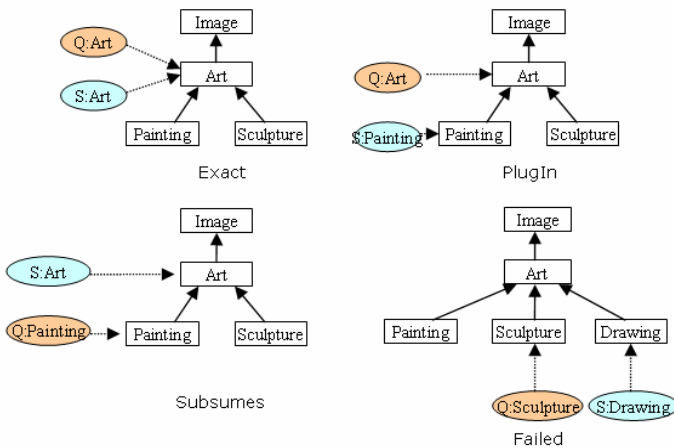 Image
Q:Art
S:Art
Art
Painting
Sculpture
Exact
Image
Q:Art
Art
S:Painting
Painting
Sculpture
PlugIn
Image
S:Art
Art
Q:Painting
Painting
Sculpture
Subsumes
Image
Art
Painting
Sculpture
Drawing
Q:Sculpture
S:Drawing
Failed